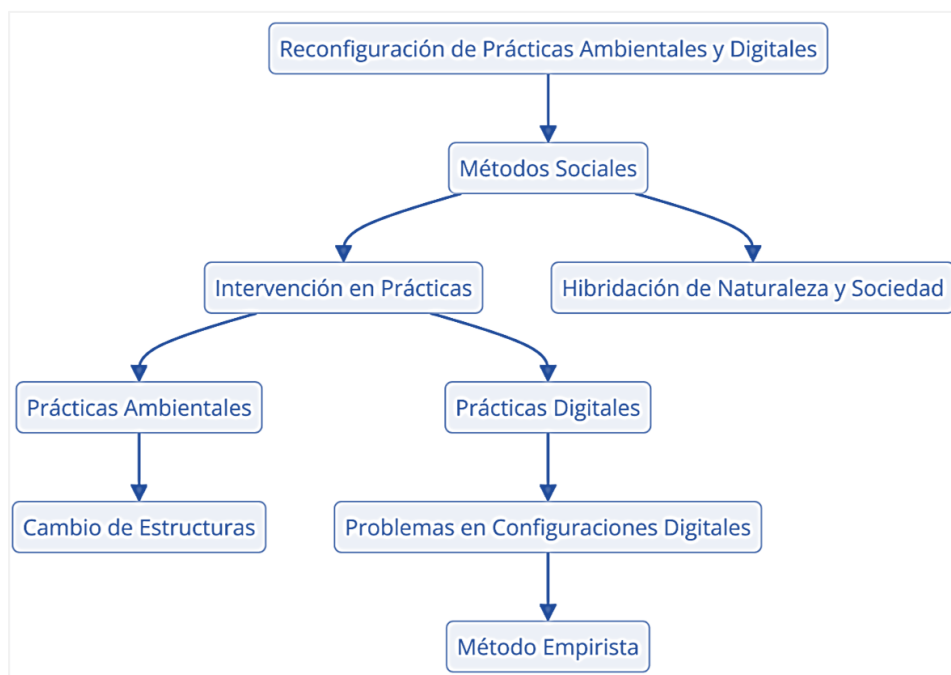 Reconfiguración de Prácticas Ambientales y Digitales
Métodos Sociales
Intervención en Prácticas
Hibridación de Naturaleza y Sociedad
Prácticas Ambientales
Prácticas Digitales
Cambio de Estructuras
Problemas en Configuraciones Digitales
Método Empirista